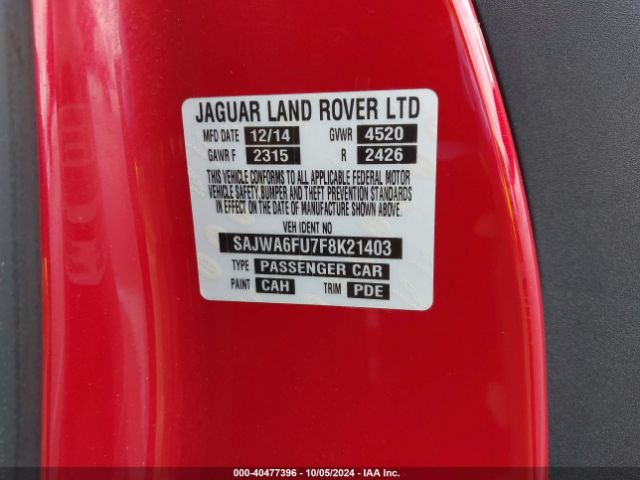 JAGUAR LAND ROVER LTD
MFD DATE 12/14 GVWR 4520
GAWR F 2315 R 2426
THIS VEHICLE CONFORMS TO ALL APPLICABLE FEDERAL MOTOR
VEHICLE SAFETY, BUMPER AND THEFT PREVENTION STANDARDS
IN EFFECT ON THE DATE OF MANUFACTURE SHOWN ABOVE.
VEH IDENT NO
SAJWA6FU7F8K21403
TYPE PASSENGER CAR
PAINT CAH TRIM PDE
000-40477396 - 10/05/2024 - IAA Inc.